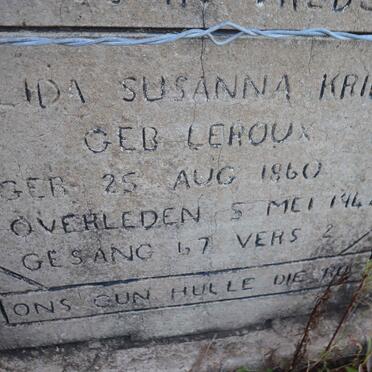 LIDA SUSANNA KRI
GEB LEROUX
GEB 25 AUG 1860
OVERLEDEN 5 MEI 194
GESANG 67 VERS 2
ONS GUN HULLE DIE